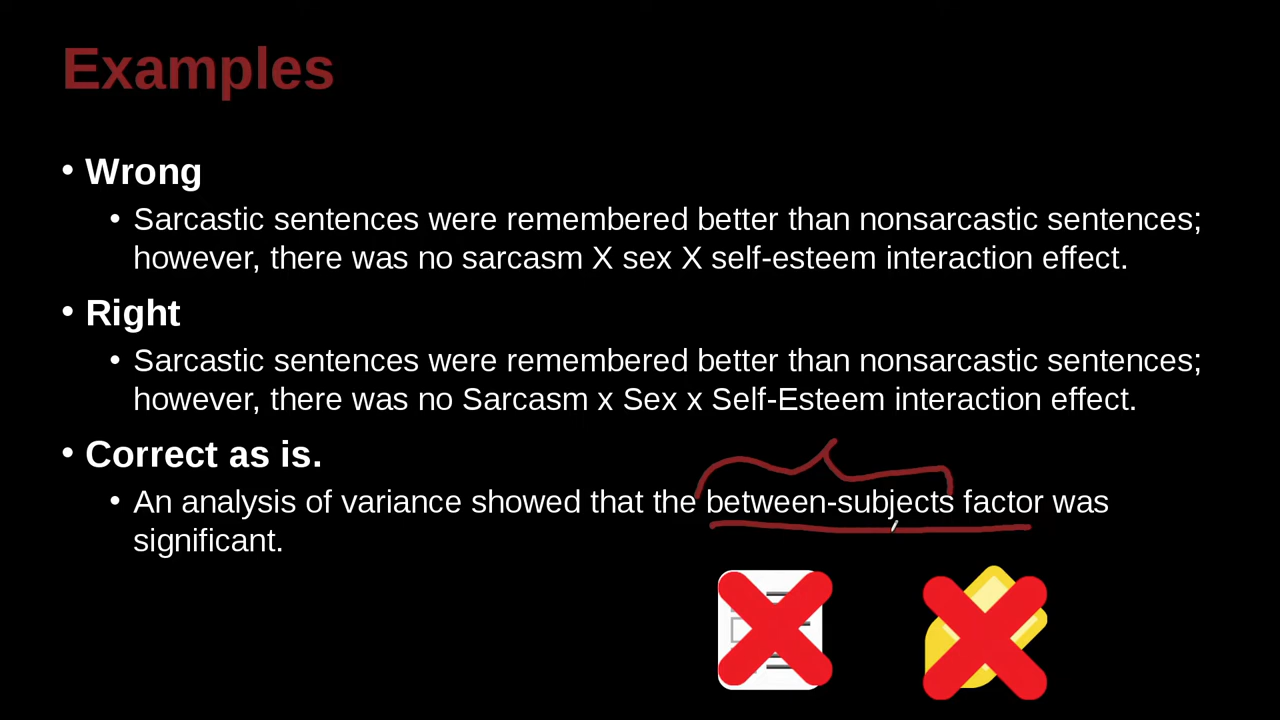 Examples
• Wrong
• Sarcastic sentences were remembered better than nonsarcastic sentences;
however, there was no sarcasm X sex X self-esteem interaction effect.
• Right
• Sarcastic sentences were remembered better than nonsarcastic sentences;
however, there was no Sarcasm x Sex x Self-Esteem interaction effect.
• Correct as is.
• An analysis of variance showed that the between-subjects factor was
significant.